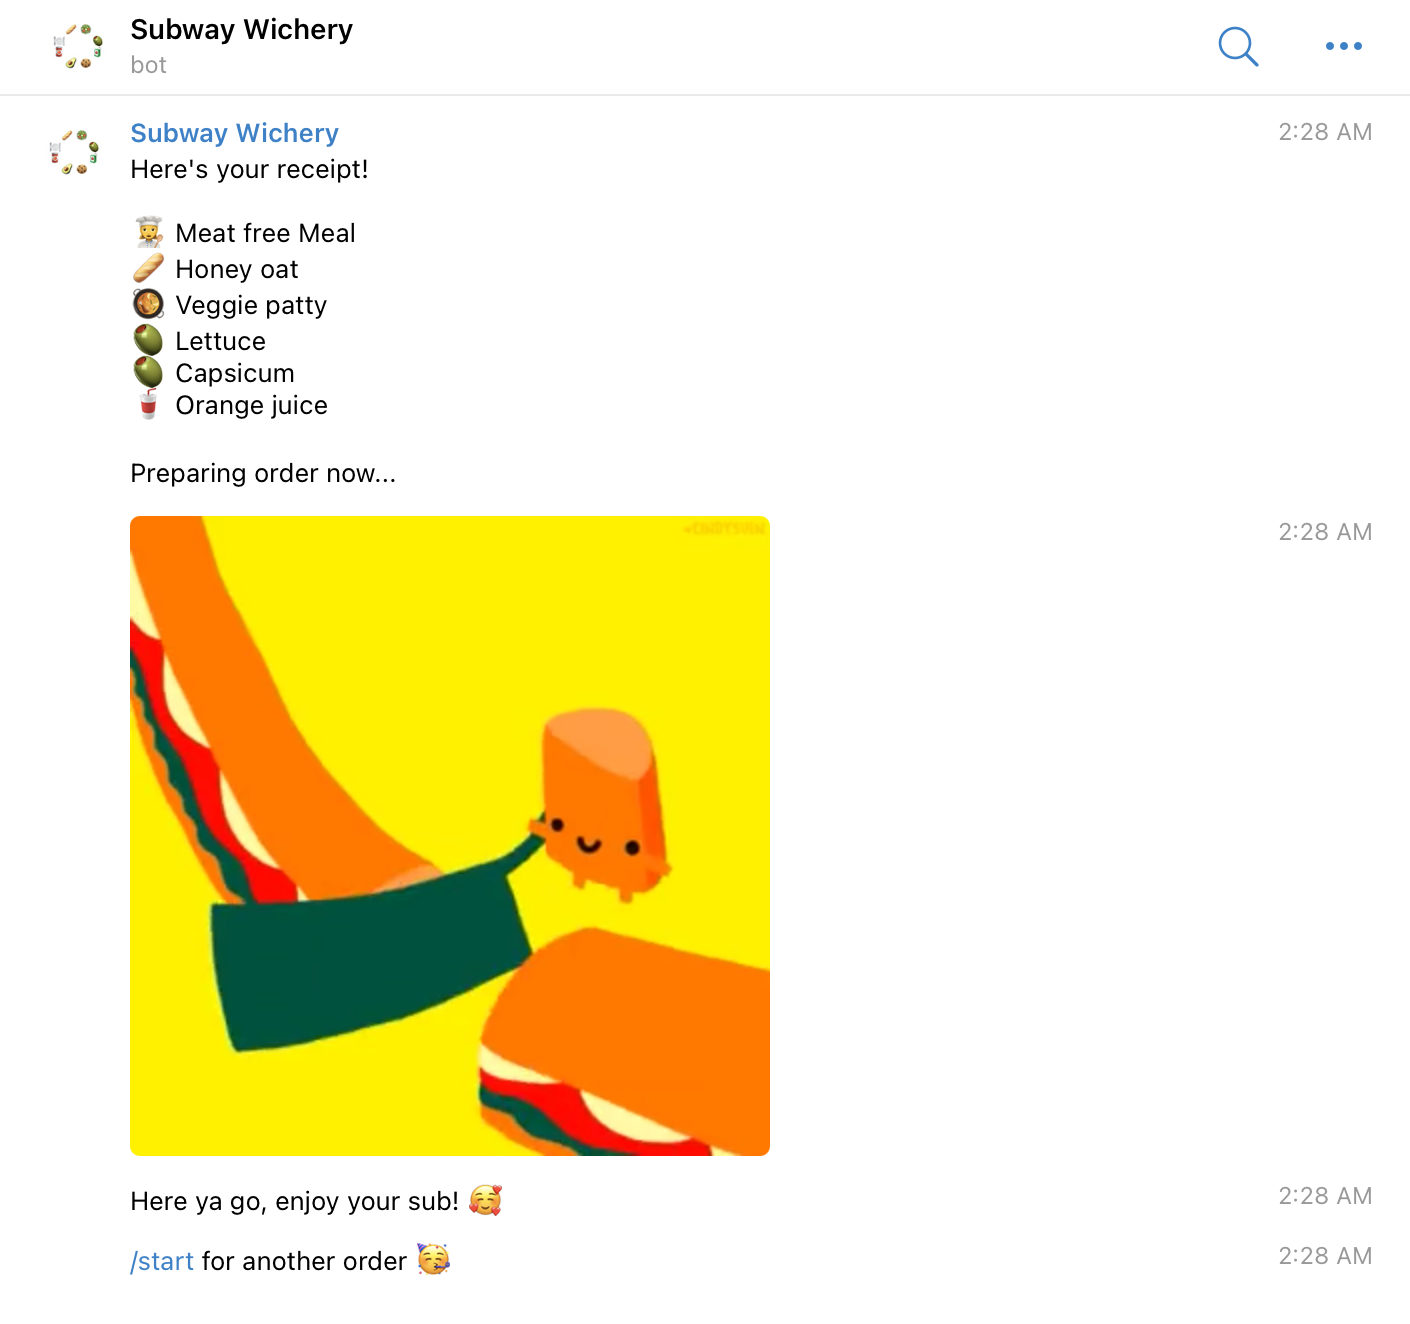 Subway Wichery
bot
Subway Wichery 2:28 AM
Here's your receipt!
👩‍🍳 Meat free Meal
🥖 Honey oat
🥘 Veggie patty
🫒 Lettuce
🫒 Capsicum
🥤 Orange juice
Preparing order now...
2:28 AM
Here ya go, enjoy your sub! 🥰 2:28 AM
/start for another order 🥳 2:28 AM